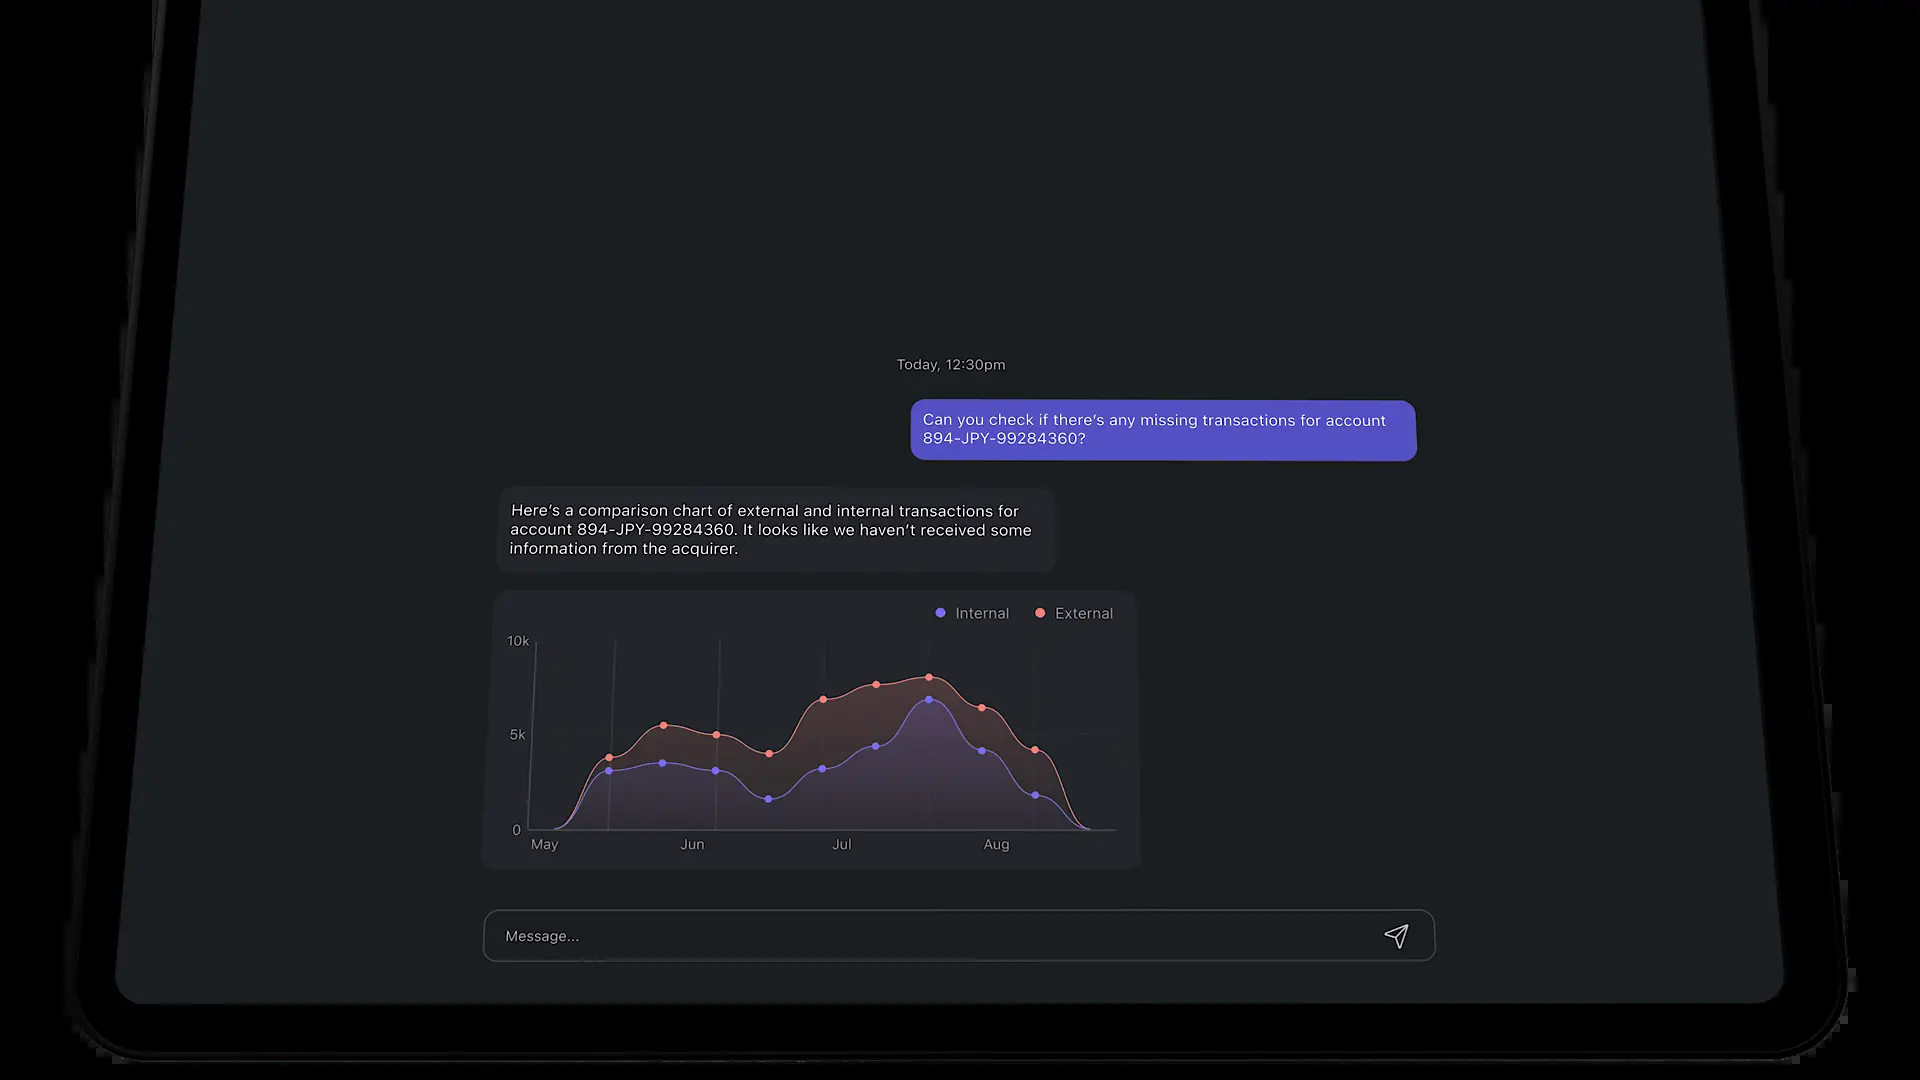 Today, 12:30pm
Can you check if there's any missing transactions for account
894-JPY-99284360?
Here's a comparison chart of external and internal transactions for
account 894-JPY-99284360. It looks like we haven't received some
information from the acquirer.
Internal
External
10k
5k
0
May
Jun
Jul
Aug
Message...